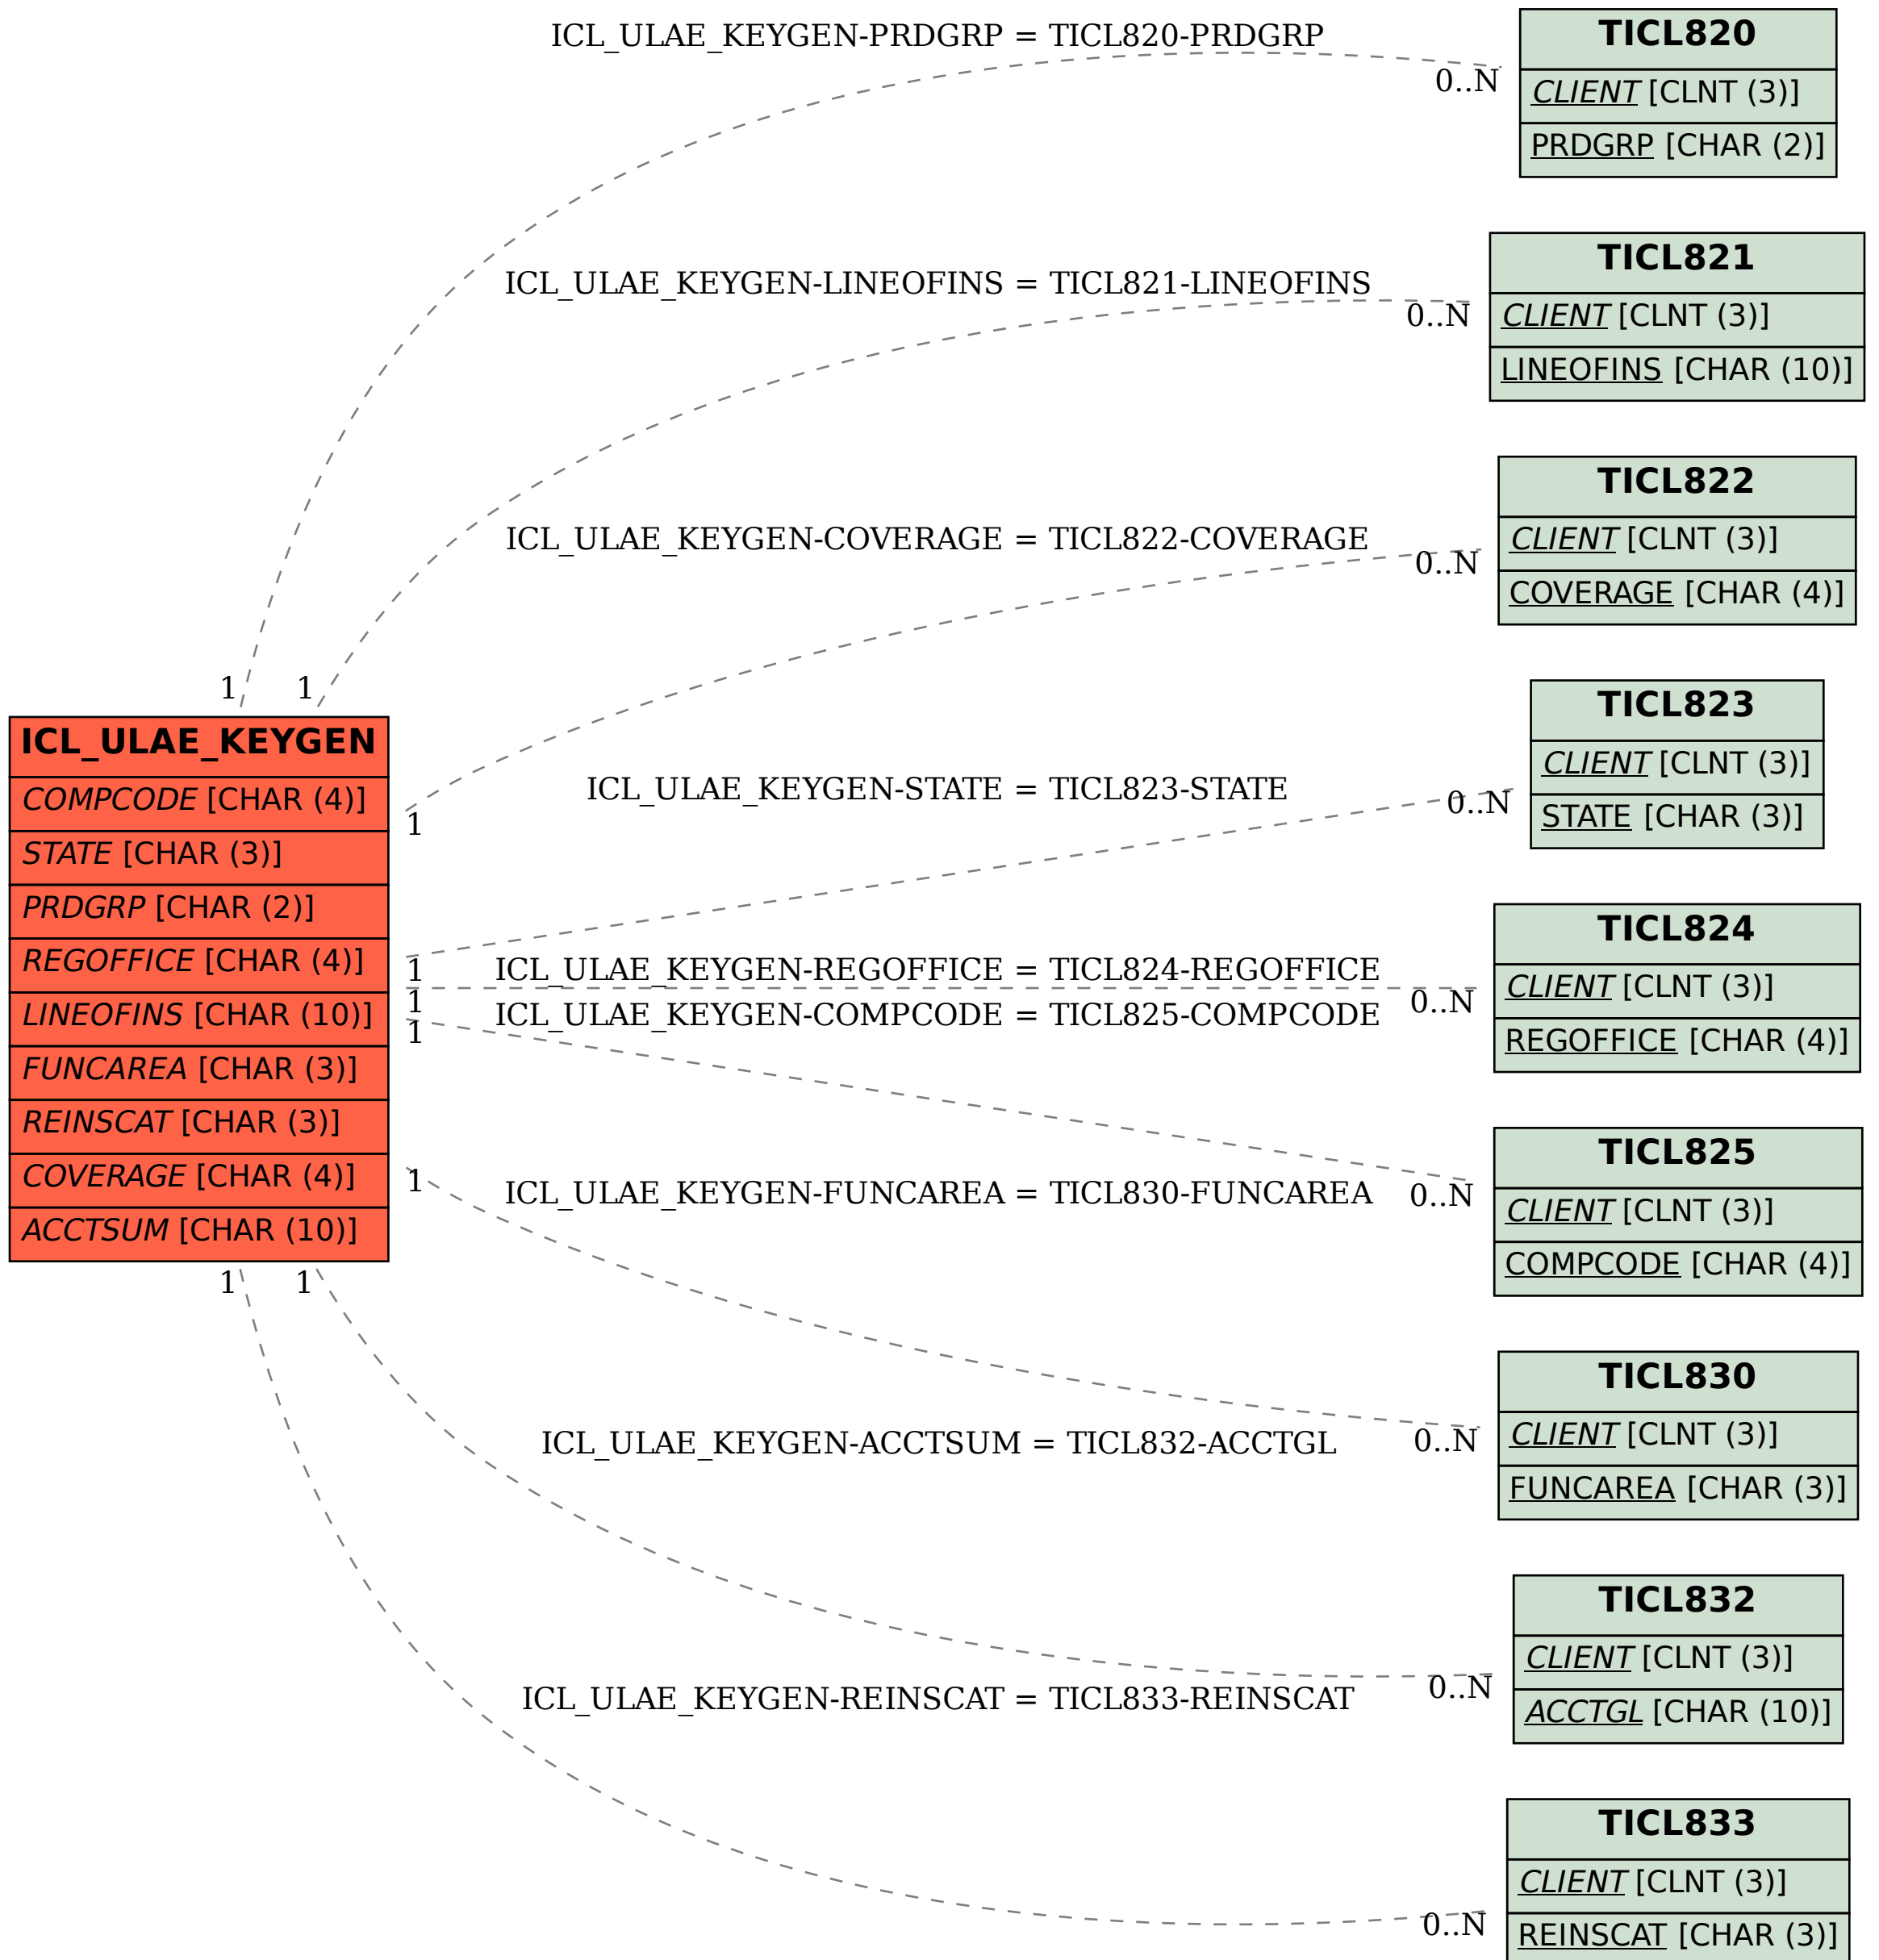 ICL_ULAE_KEYGEN-PRDGRP = TICL820-PRDGRP
0..N
TICL820
CLIENT [CLNT (3)]
PRDGRP [CHAR (2)]
ICL_ULAE_KEYGEN-LINEOFINS = TICL821-LINEOFINS
0..N
TICL821
CLIENT [CLNT (3)]
LINEOFINS [CHAR (10)]
ICL_ULAE_KEYGEN-COVERAGE = TICL822-COVERAGE
0..N
TICL822
CLIENT [CLNT (3)]
COVERAGE [CHAR (4)]
1
1
ICL_ULAE_KEYGEN
COMPCODE [CHAR (4)]
STATE [CHAR (3)]
PRDGRP [CHAR (2)]
REGOFFICE [CHAR (4)]
LINEOFINS [CHAR (10)]
FUNCAREA [CHAR (3)]
REINSCAT [CHAR (3)]
COVERAGE [CHAR (4)]
ACCTSUM [CHAR (10)]
1
ICL_ULAE_KEYGEN-STATE = TICL823-STATE
0..N
TICL823
CLIENT [CLNT (3)]
STATE [CHAR (3)]
1
ICL_ULAE_KEYGEN-REGOFFICE = TICL824-REGOFFICE
1
0..N
TICL824
CLIENT [CLNT (3)]
REGOFFICE [CHAR (4)]
ICL_ULAE_KEYGEN-COMPCODE = TICL825-COMPCODE
1
0..N
TICL825
CLIENT [CLNT (3)]
COMPCODE [CHAR (4)]
1
ICL_ULAE_KEYGEN-FUNCAREA = TICL830-FUNCAREA
0..N
TICL830
CLIENT [CLNT (3)]
FUNCAREA [CHAR (3)]
1
1
ICL_ULAE_KEYGEN-ACCTSUM = TICL832-ACCTGL
0..N
TICL832
CLIENT [CLNT (3)]
ACCTGL [CHAR (10)]
ICL_ULAE_KEYGEN-REINSCAT = TICL833-REINSCAT
0..N
TICL833
CLIENT [CLNT (3)]
REINSCAT [CHAR (3)]